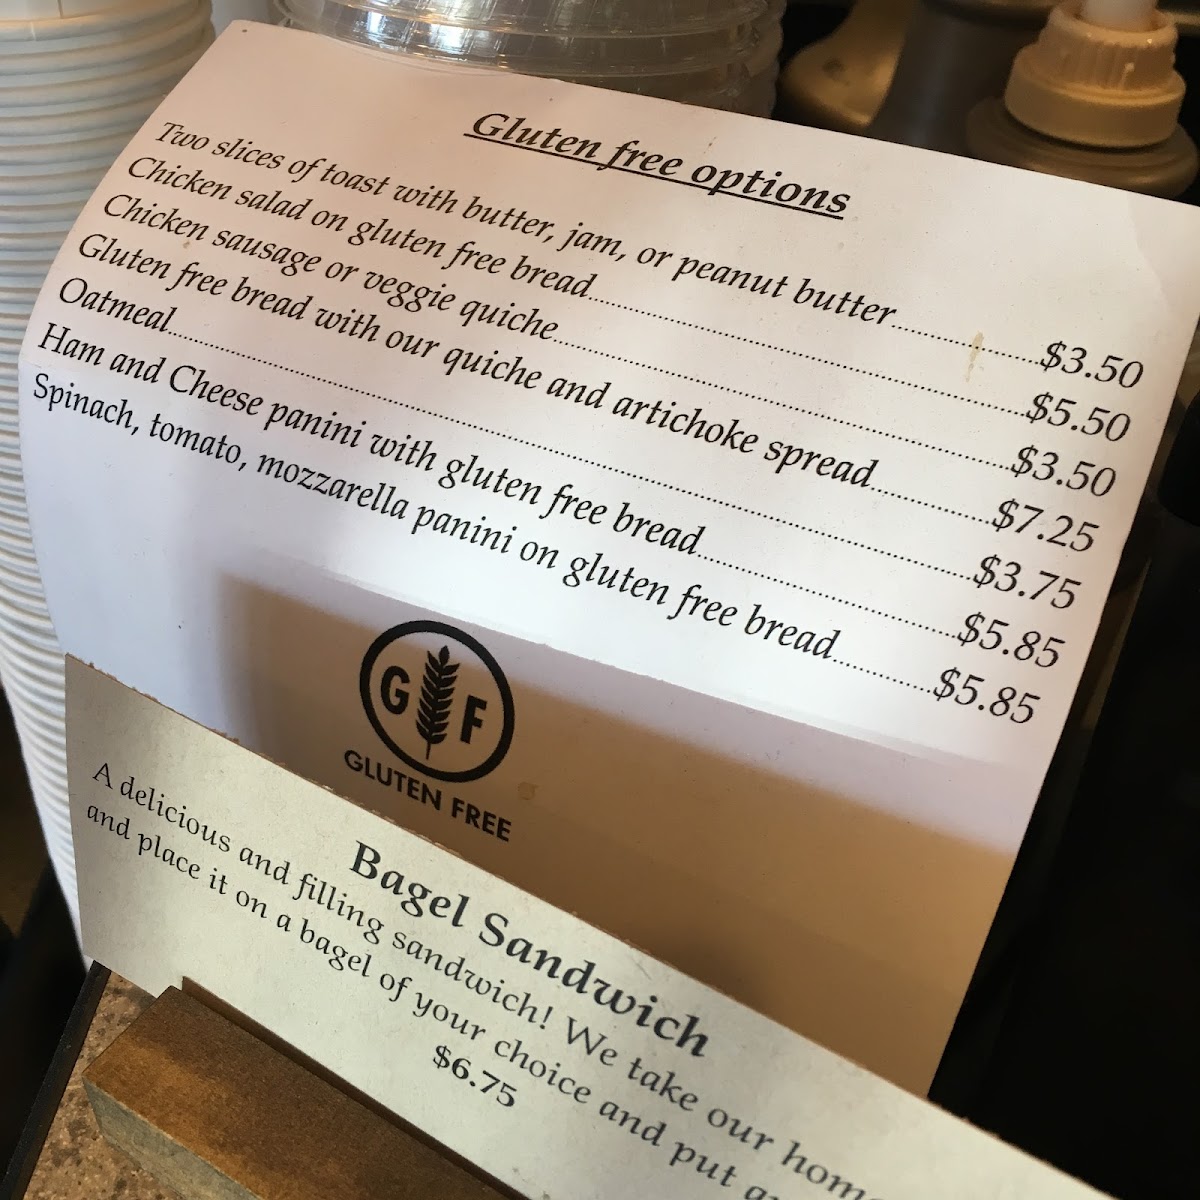 Gluten free options
Two slices of toast with butter, jam, or peanut butter..................$3.50
Chicken salad on gluten free bread......................................................$5.50
Chicken sausage or veggie quiche........................................................$3.50
Gluten free bread with our quiche and artichoke spread..............$7.25
Oatmeal..............................................................................................................$3.75
Ham and Cheese panini with gluten free bread................................$5.85
Spinach, tomato, mozzarella panini on gluten free bread............$5.85
G F
GLUTEN FREE
Bagel Sandwich
A delicious and filling sandwich! We take our
and place it on a bagel of your choice and put
$6.75